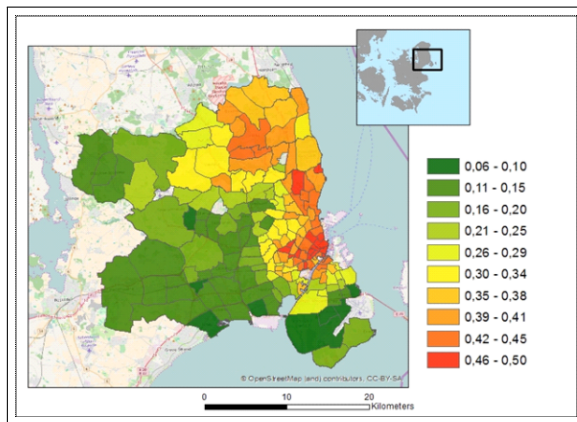 0,06 - 0,10
0,11 - 0,15
0,16 - 0,20
0,21 - 0,25
0,26 - 0,29
0,30 - 0,34
0,35 - 0,38
0,39 - 0,41
0,42 - 0,45
0,46 - 0,50
© OpenStreetMap (and) contributors, CC-BY-SA
0 10 20
Kilometers